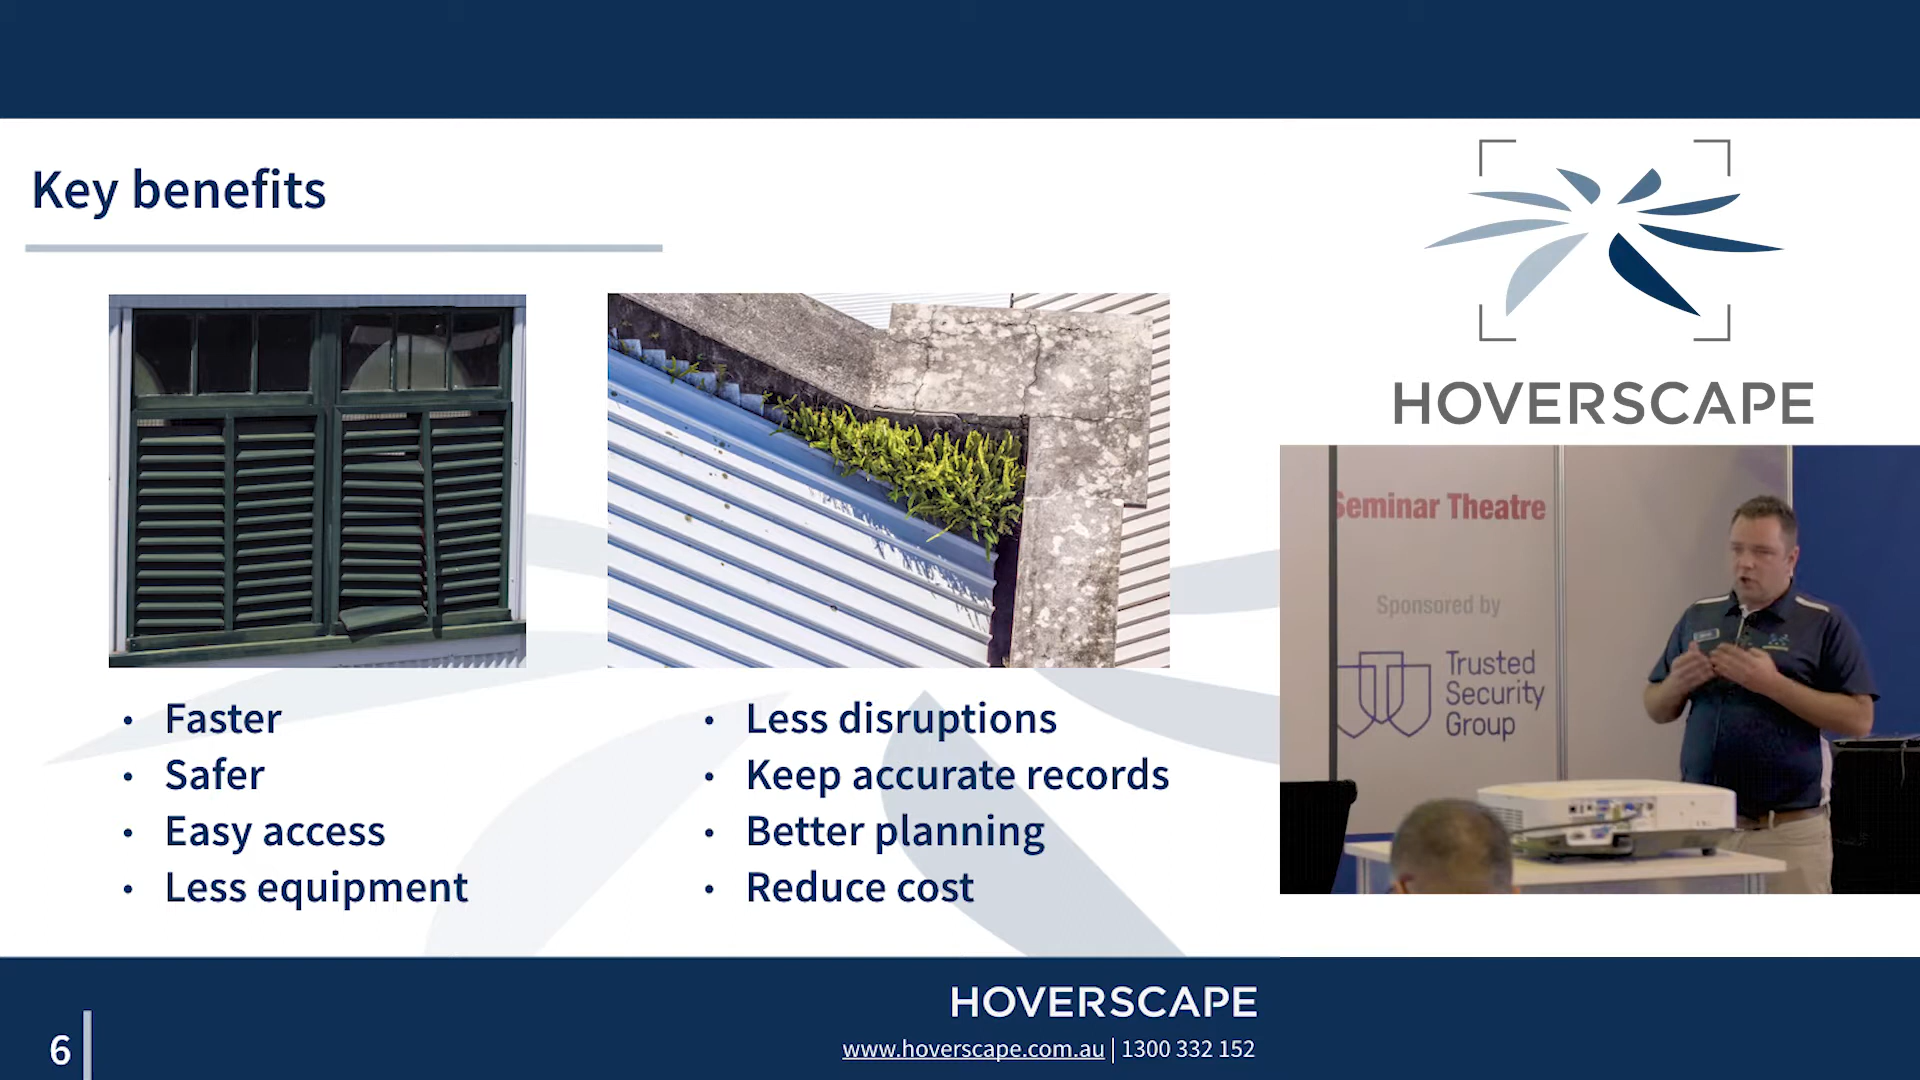 Key benefits
HOVERSCAPE
• Faster
• Safer
• Easy access
• Less equipment
• Less disruptions
• Keep accurate records
• Better planning
• Reduce cost
Seminar Theatre
Sponsored by
Trusted
Security
Group
6
HOVERSCAPE
www.hoverscape.com.au | 1300 332 152